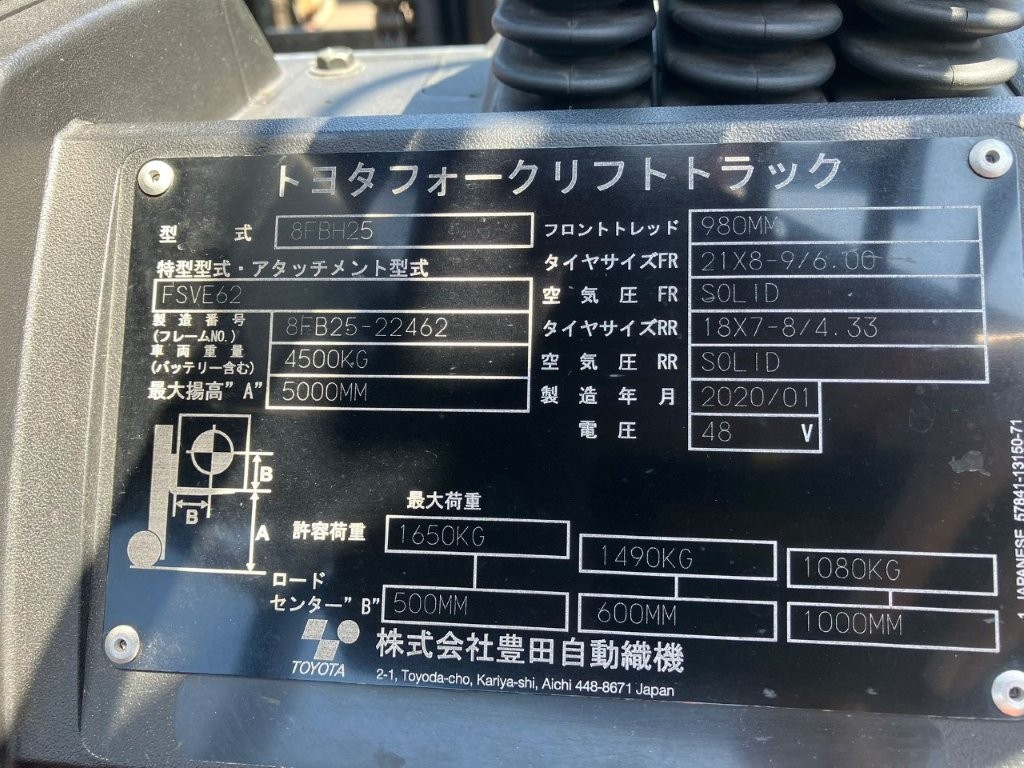 トヨタフォークリフトトラック
型 式 8FBH25
特型型式・アタッチメント型式
FSVE62
製造番号
(フレームNO.) 8FB25-22462
車両重量
(バッテリー含む) 4500KG
最大揚高"A" 5000MM
フロントトレッド 980MM
タイヤサイズFR 21X8-9/6.00
空気圧 FR SOLID
タイヤサイズRR 18X7-8/4.33
空気圧 RR SOLID
製造年月 2020/01
電圧 48 V
B
B
A
最大荷重
許容荷重 1650KG 1490KG 1080KG
ロード
センター"B" 500MM 600MM 1000MM
TOYOTA
株式会社豊田自動織機
2-1, Toyoda-cho, Kariya-shi, Aichi 448-8671 Japan
JAPANESE 57841-13150-71